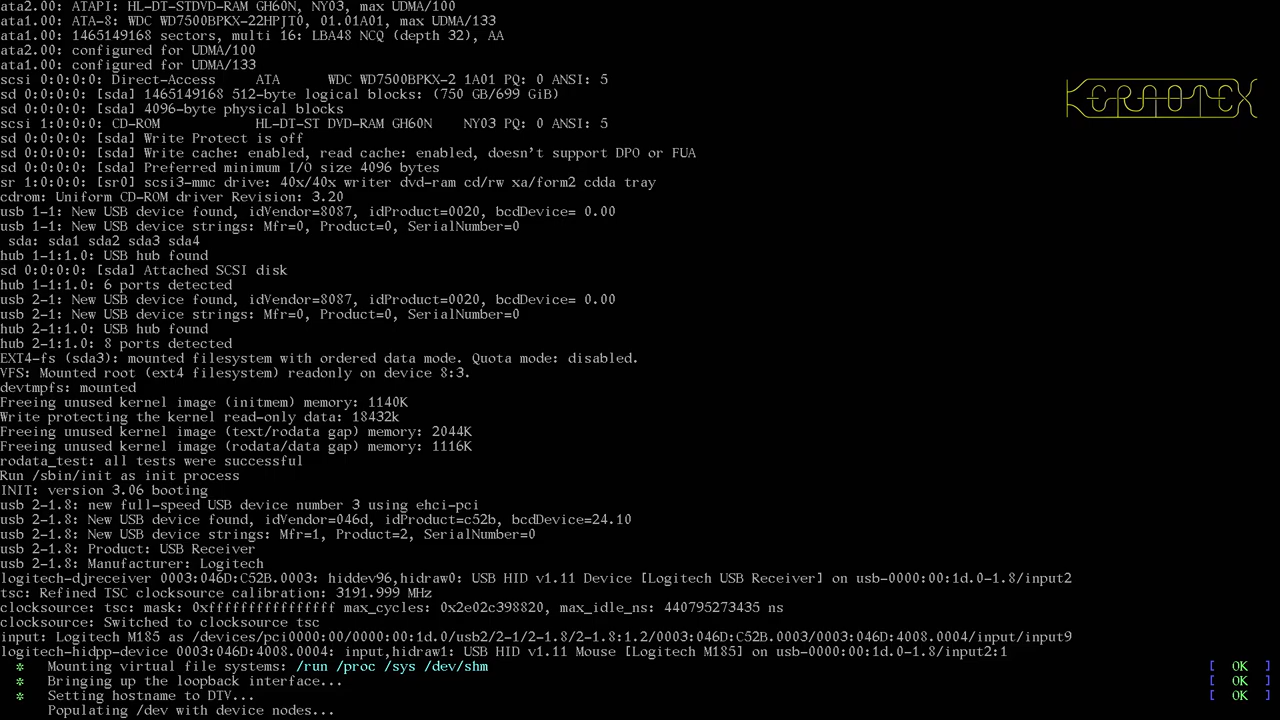 ata2.00: ATAPI: HL-DT-STDVD-RAM GH60N, NY03, max UDMA/100
ata1.00: ATA-8: WDC WD7500BPKX-22HPJT0, 01.01A01, max UDMA/133
ata1.00: 1465149168 sectors, multi 16: LBA48 NCQ (depth 32), AA
ata2.00: configured for UDMA/100
ata1.00: configured for UDMA/133
scsi 0:0:0:0: Direct-Access     ATA      WDC WD7500BPKX-2 1A01 PQ: 0 ANSI: 5
sd 0:0:0:0: [sda] 1465149168 512-byte logical blocks: (750 GB/699 GiB)
sd 0:0:0:0: [sda] 4096-byte physical blocks
KERAOTEX
scsi 1:0:0:0: CD-ROM            HL-DT-ST DVD-RAM GH60N    NY03 PQ: 0 ANSI: 5
sd 0:0:0:0: [sda] Write Protect is off
sd 0:0:0:0: [sda] Write cache: enabled, read cache: enabled, doesn't support DPO or FUA
sd 0:0:0:0: [sda] Preferred minimum I/O size 4096 bytes
sr 1:0:0:0: [sr0] scsi3-mmc drive: 40x/40x writer dvd-ram cd/rw xa/form2 cdda tray
cdrom: Uniform CD-ROM driver Revision: 3.20
usb 1-1: New USB device found, idVendor=8087, idProduct=0020, bcdDevice= 0.00
usb 1-1: New USB device strings: Mfr=0, Product=0, SerialNumber=0
 sda: sda1 sda2 sda3 sda4
hub 1-1:1.0: USB hub found
sd 0:0:0:0: [sda] Attached SCSI disk
hub 1-1:1.0: 6 ports detected
usb 2-1: New USB device found, idVendor=8087, idProduct=0020, bcdDevice= 0.00
usb 2-1: New USB device strings: Mfr=0, Product=0, SerialNumber=0
hub 2-1:1.0: USB hub found
hub 2-1:1.0: 8 ports detected
EXT4-fs (sda3): mounted filesystem with ordered data mode. Quota mode: disabled.
VFS: Mounted root (ext4 filesystem) readonly on device 8:3.
devtmpfs: mounted
Freeing unused kernel image (initmem) memory: 1140K
Write protecting the kernel read-only data: 18432k
Freeing unused kernel image (text/rodata gap) memory: 2044K
Freeing unused kernel image (rodata/data gap) memory: 1116K
rodata_test: all tests were successful
Run /sbin/init as init process
INIT: version 3.06 booting
usb 2-1.8: new full-speed USB device number 3 using ehci-pci
usb 2-1.8: New USB device found, idVendor=046d, idProduct=c52b, bcdDevice=24.10
usb 2-1.8: New USB device strings: Mfr=1, Product=2, SerialNumber=0
usb 2-1.8: Product: USB Receiver
usb 2-1.8: Manufacturer: Logitech
logitech-djreceiver 0003:046D:C52B.0003: hiddev96,hidraw0: USB HID v1.11 Device [Logitech USB Receiver] on usb-0000:00:1d.0-1.8/input2
tsc: Refined TSC clocksource calibration: 3191.999 MHz
clocksource: tsc: mask: 0xffffffffffffffff max_cycles: 0x2e02c398820, max_idle_ns: 440795273435 ns
clocksource: Switched to clocksource tsc
input: Logitech M185 as /devices/pci0000:00/0000:00:1d.0/usb2/2-1/2-1.8/2-1.8:1.2/0003:046D:C52B.0003/0003:046D:4008.0004/input/input9
logitech-hidpp-device 0003:046D:4008.0004: input,hidraw1: USB HID v1.11 Mouse [Logitech M185] on usb-0000:00:1d.0-1.8/input2:1
  *   Mounting virtual file systems: /run /proc /sys /dev/shm [  OK  ]
  *   Bringing up the loopback interface... [  OK  ]
  *   Setting hostname to DTV... [  OK  ]
      Populating /dev with device nodes...